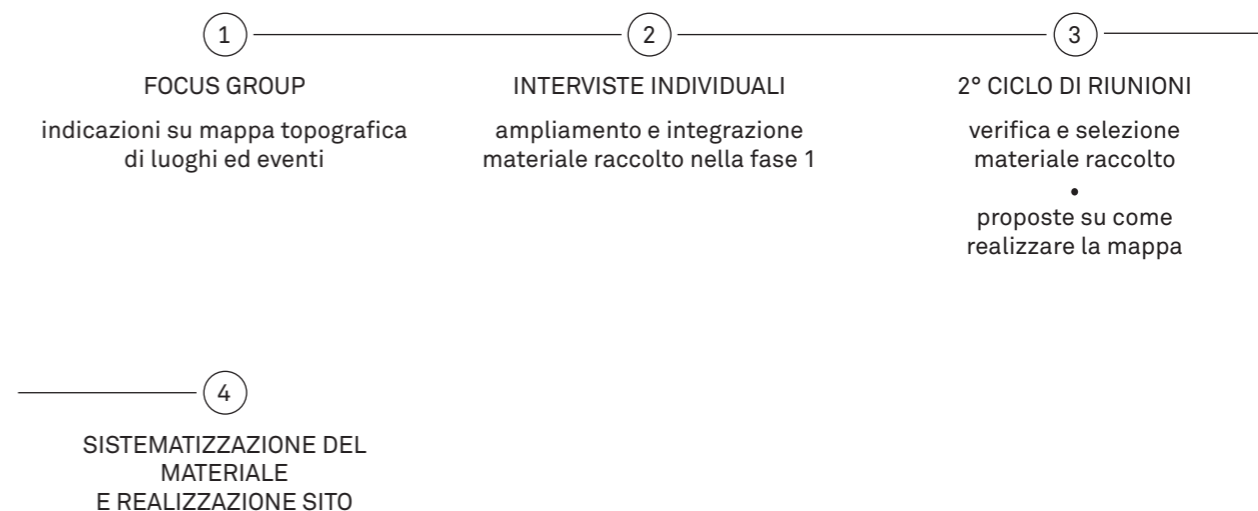 1
FOCUS GROUP
indicazioni su mappa topografica
di luoghi ed eventi
2
INTERVISTE INDIVIDUALI
ampliamento e integrazione
materiale raccolto nella fase 1
3
2° CICLO DI RIUNIONI
verifica e selezione
materiale raccolto
•
proposte su come
realizzare la mappa
4
SISTEMATIZZAZIONE DEL
MATERIALE
E REALIZZAZIONE SITO